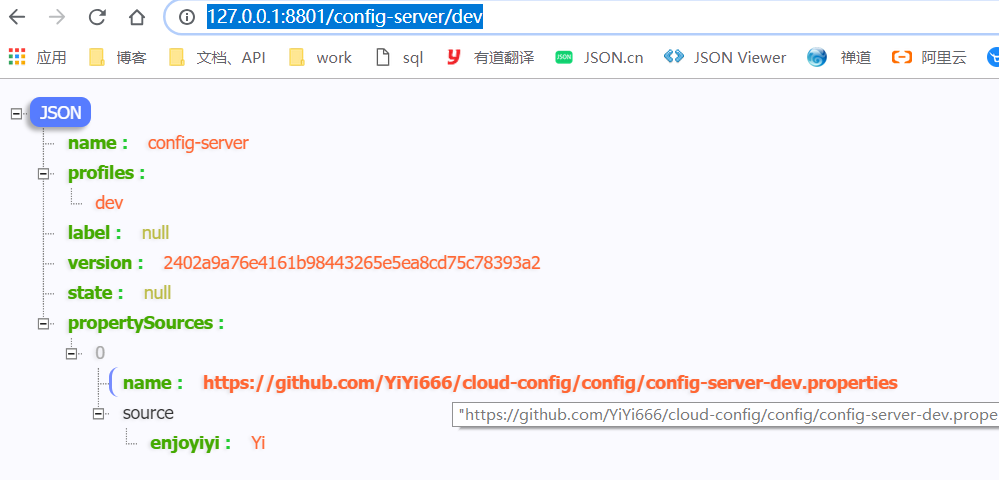 127.0.0.1:8801/config-server/dev
应用 博客 文档、API work sql 有道翻译 JSON JSON.cn JSON Viewer 禅道 阿里云
JSON
name : config-server
profiles :
dev
label : null
version : 2402a9a76e4161b98443265e5ea8cd75c78393a2
state : null
propertySources :
0
name : https://github.com/YiYi666/cloud-config/config/config-server-dev.properties
source
"https://github.com/YiYi666/cloud-config/config/config-server-dev.prope
enjoyiyi : Yi